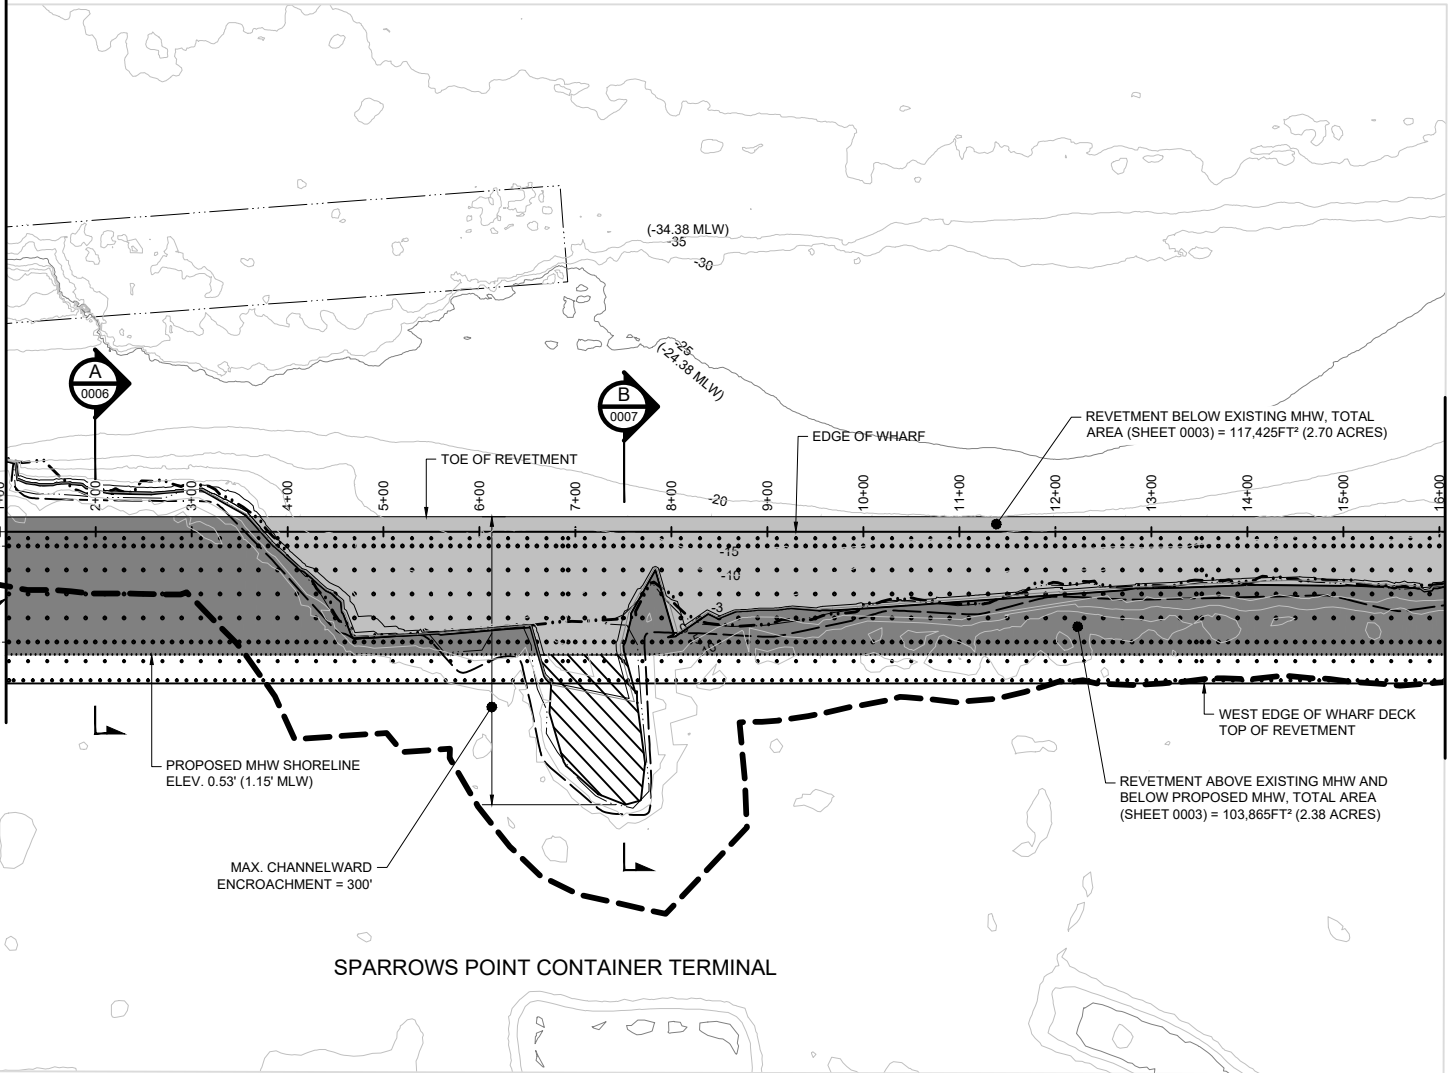 (-34.38 MLW)
-35
-30
-25
(-24.38 MLW)
A
0006
B
0007
REVETMENT BELOW EXISTING MHW, TOTAL
AREA (SHEET 0003) = 117,425FT² (2.70 ACRES)
EDGE OF WHARF
TOE OF REVETMENT
2+00
3+00
4+00
5+00
6+00
7+00
8+00
9+00
10+00
11+00
12+00
13+00
14+00
15+00
16+00
-20
-15
-10
-3
10
WEST EDGE OF WHARF DECK
TOP OF REVETMENT
PROPOSED MHW SHORELINE
ELEV. 0.53' (1.15' MLW)
REVETMENT ABOVE EXISTING MHW AND
BELOW PROPOSED MHW, TOTAL AREA
(SHEET 0003) = 103,865FT² (2.38 ACRES)
MAX. CHANNELWARD
ENCROACHMENT = 300'
SPARROWS POINT CONTAINER TERMINAL